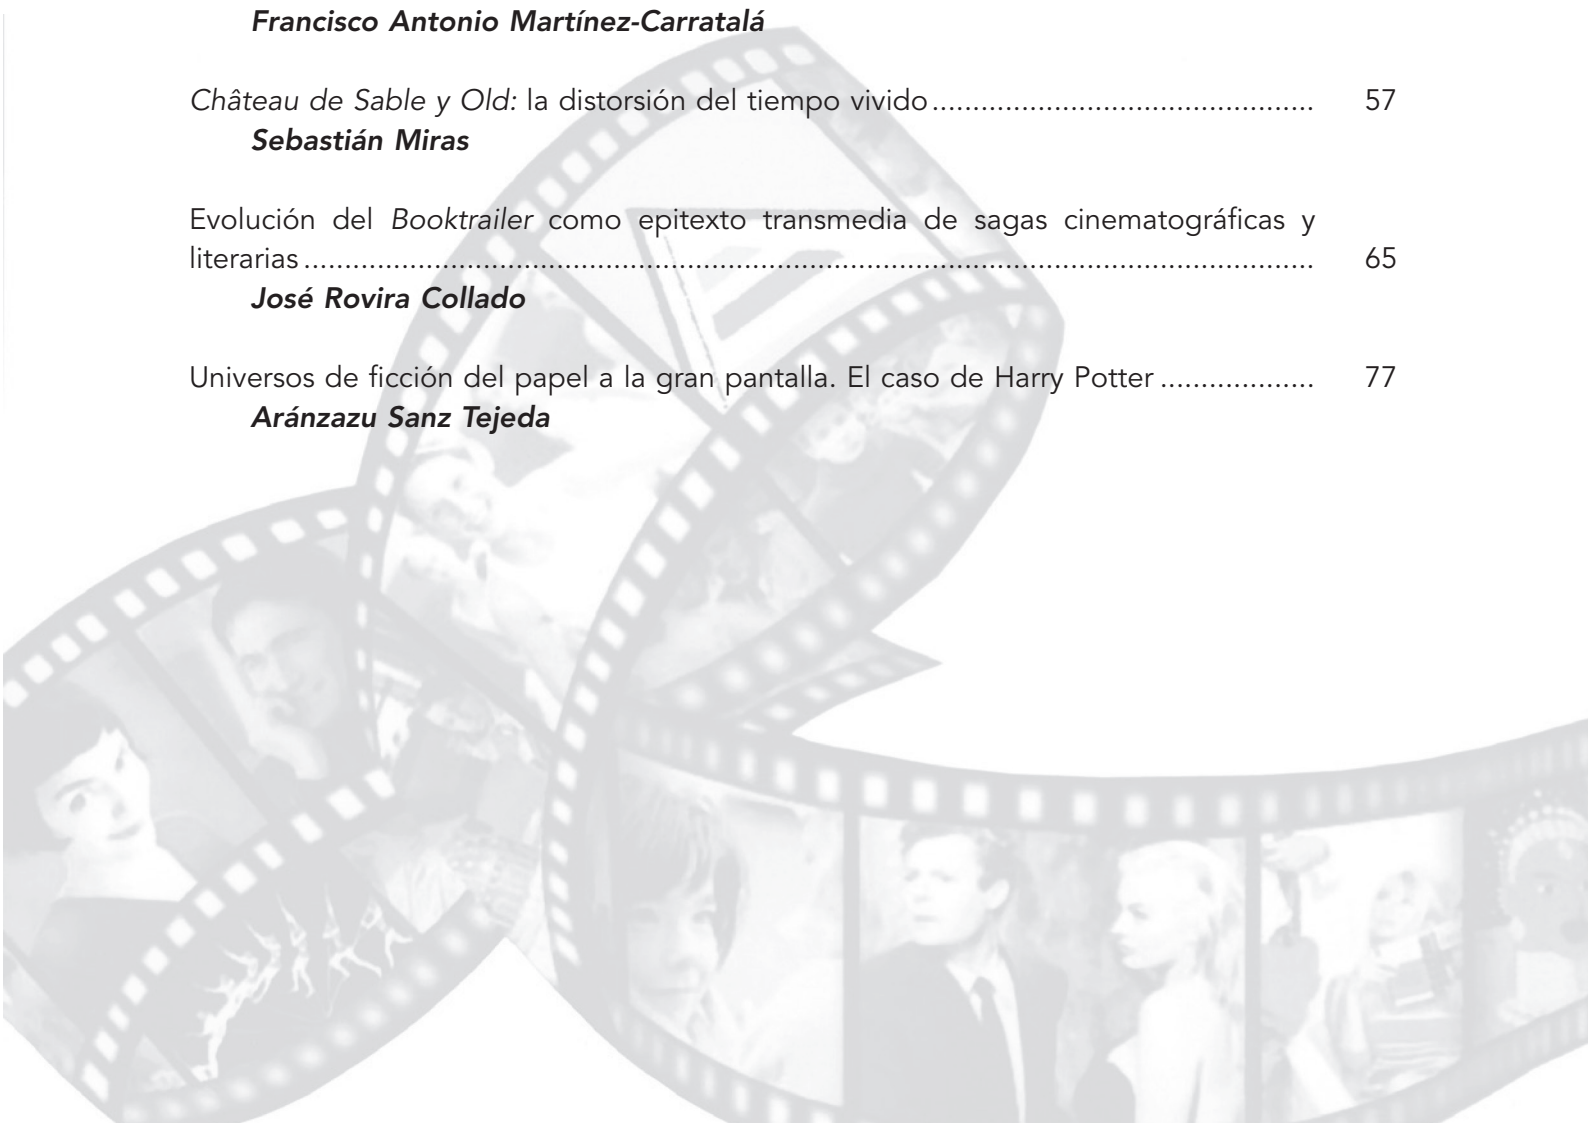 Francisco Antonio Martínez-Carratalá
Château de Sable y Old: la distorsión del tiempo vivido............................................... 57
Sebastián Miras
Evolución del Booktrailer como epitexto transmedia de sagas cinematográficas y
literarias............................................................................................................................ 65
José Rovira Collado
Universos de ficción del papel a la gran pantalla. El caso de Harry Potter................... 77
Aránzazu Sanz Tejeda